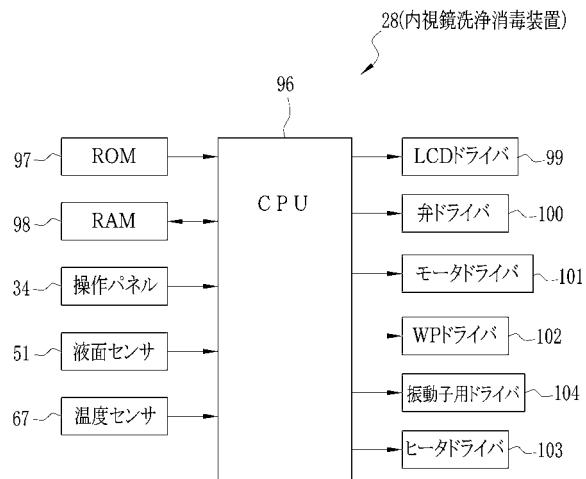 28(内視鏡洗浄消毒装置)
96
97 ROM
98 RAM
34 操作パネル
51 液面センサ
67 温度センサ
CPU
LCDドライバ 99
弁ドライバ 100
モータドライバ 101
WPドライバ 102
振動子用ドライバ 104
ヒータドライバ 103